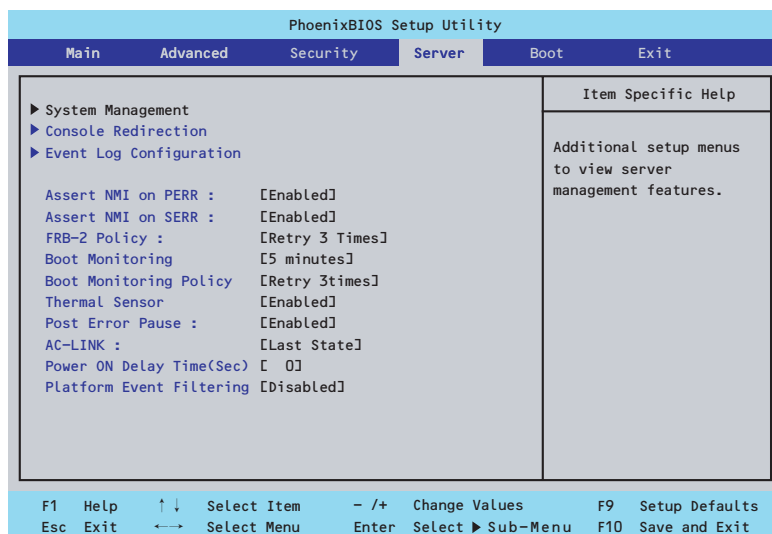 PhoenixBIOS Setup Utility
Main Advanced Security Server Boot Exit
▶ System Management
▶ Console Redirection
▶ Event Log Configuration
Assert NMI on PERR : [Enabled]
Assert NMI on SERR : [Enabled]
FRB-2 Policy : [Retry 3 Times]
Boot Monitoring [5 minutes]
Boot Monitoring Policy [Retry 3times]
Thermal Sensor [Enabled]
Post Error Pause : [Enabled]
AC-LINK : [Last State]
Power ON Delay Time(Sec) [ 0]
Platform Event Filtering [Disabled]
Item Specific Help
Additional setup menus
to view server
management features.
F1 Help ↑↓ Select Item - /+ Change Values F9 Setup Defaults
Esc Exit ←→ Select Menu Enter Select ▶ Sub-Menu F10 Save and Exit